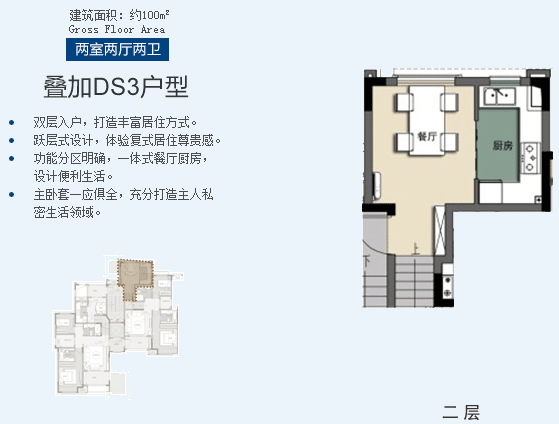 建筑面积：约100㎡
Gross Floor Area
两室两厅两卫
叠加DS3户型
双层入户，打造丰富居住方式。
跃层式设计，体验复式居住尊贵感。
功能分区明确，一体式餐厅厨房，
设计便利生活。
主卧套一应俱全，充分打造主人私
密生活领域。
餐厅
厨房
下
上
二 层